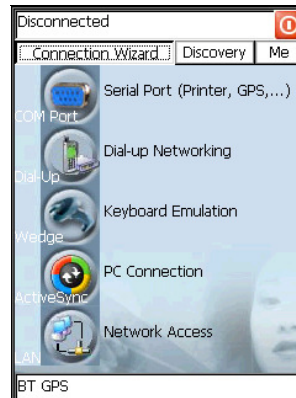 Disconnected
Connection Wizard Discovery Me
Serial Port (Printer, GPS,...)
COM Port
Dial-up Networking
Dial-Up
Keyboard Emulation
Wedge
PC Connection
ActiveSync
Network Access
LAN
BT GPS